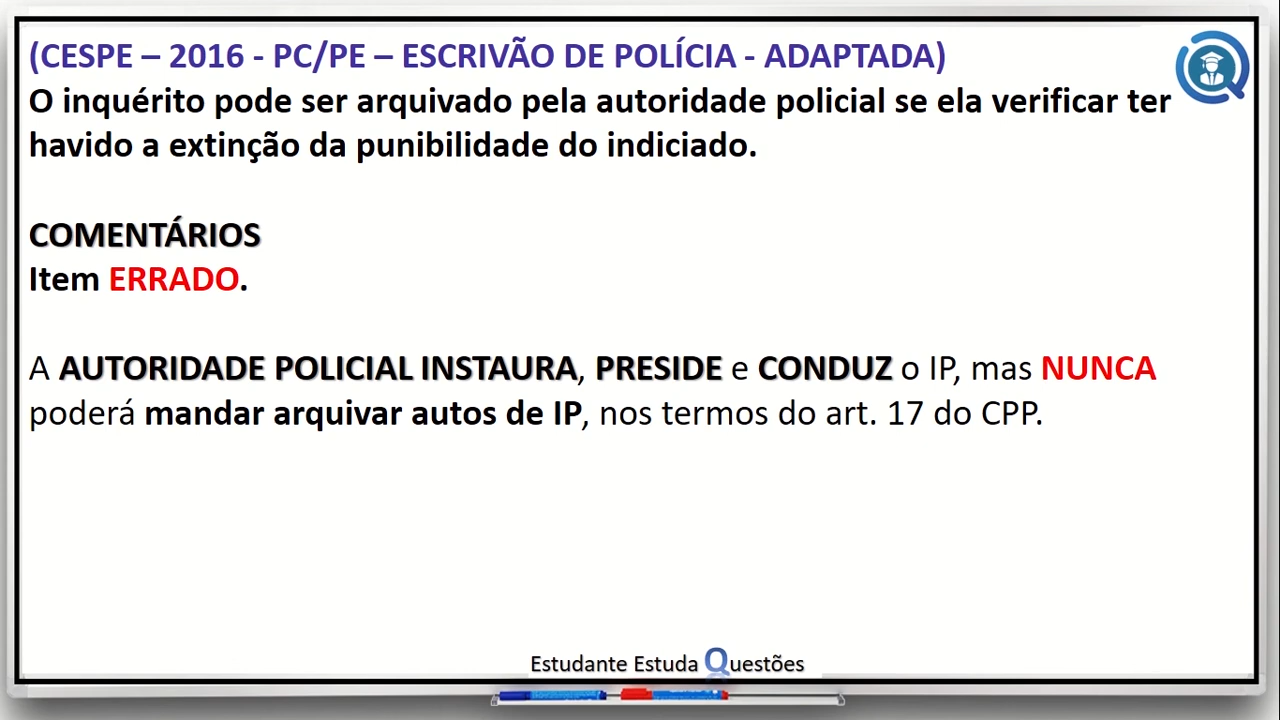 (CESPE – 2016 - PC/PE – ESCRIVÃO DE POLÍCIA - ADAPTADA)
O inquérito pode ser arquivado pela autoridade policial se ela verificar ter
havido a extinção da punibilidade do indiciado.
COMENTÁRIOS
Item ERRADO.
A AUTORIDADE POLICIAL INSTAURA, PRESIDE e CONDUZ o IP, mas NUNCA
poderá mandar arquivar autos de IP, nos termos do art. 17 do CPP.
Estudante Estuda Questões